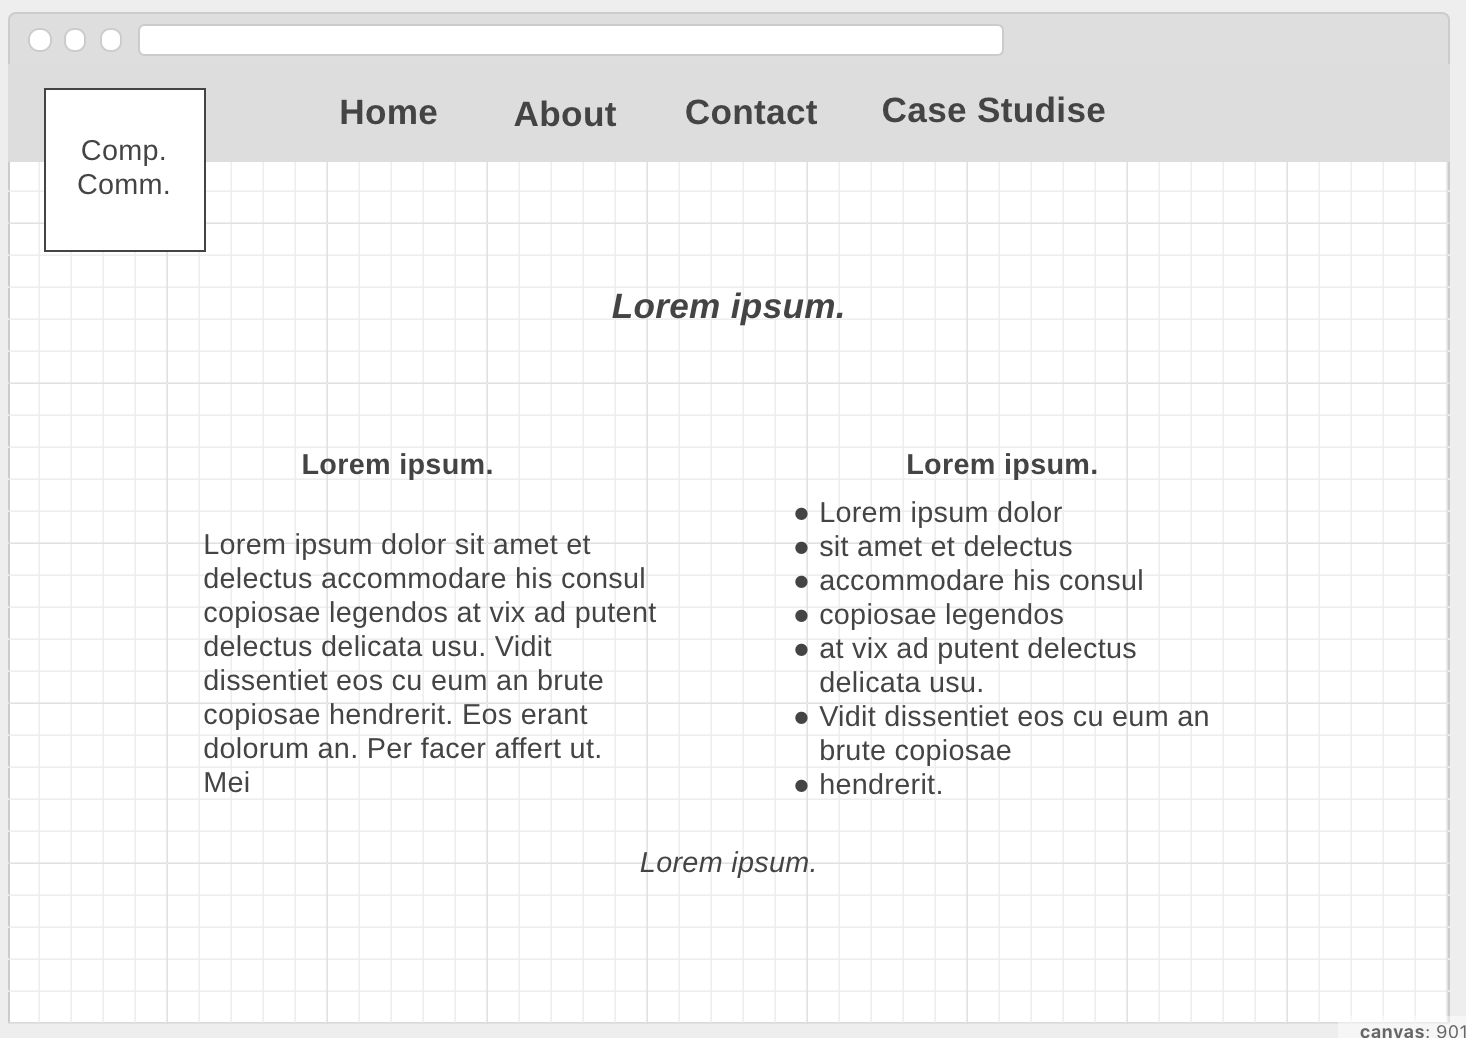 Home About Contact Case Studise
Comp.
Comm.
Lorem ipsum.
Lorem ipsum.
Lorem ipsum dolor sit amet et
delectus accommodare his consul
copiosae legendos at vix ad putent
delectus delicata usu. Vidit
dissentiet eos cu eum an brute
copiosae hendrerit. Eos erant
dolorum an. Per facer affert ut.
Mei
Lorem ipsum.
● Lorem ipsum dolor
● sit amet et delectus
● accommodare his consul
● copiosae legendos
● at vix ad putent delectus
delicata usu.
● Vidit dissentiet eos cu eum an
brute copiosae
● hendrerit.
Lorem ipsum.
canvas: 901